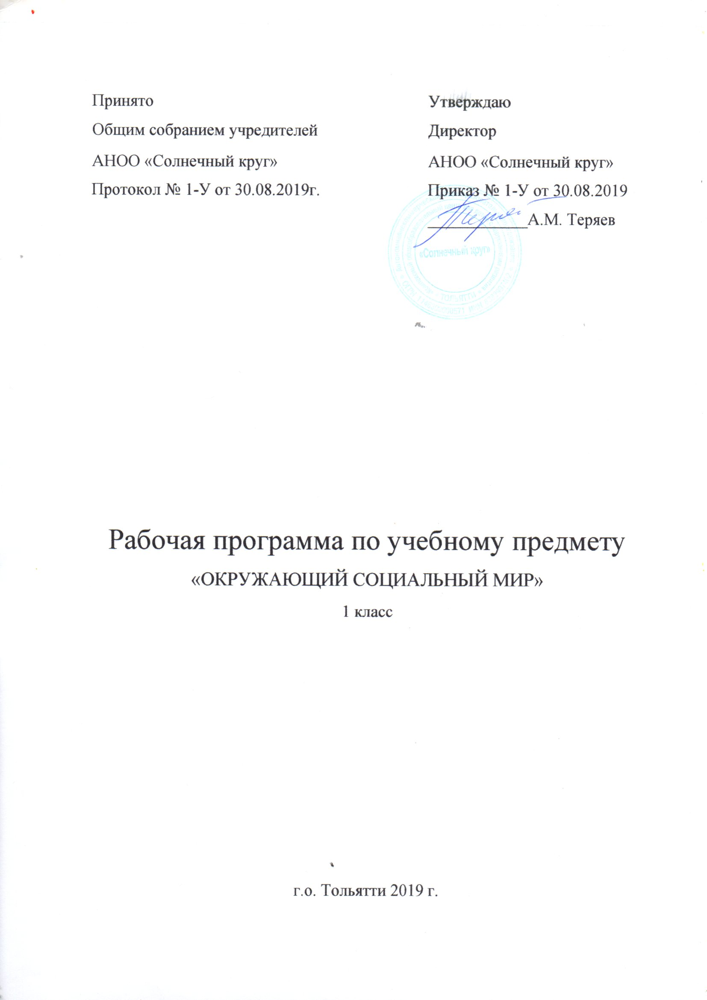 Принято
Общим собранием учредителей
АНОО «Солнечный круг»
Протокол № 1-У от 30.08.2019г.
Утверждаю
Директор
АНОО «Солнечный круг»
Приказ № 1-У от 30.08.2019
А.М. Теряев
«Солнечный круг»
ТОЛЬЯТТИ
Рабочая программа по учебному предмету
«ОКРУЖАЮЩИЙ СОЦИАЛЬНЫЙ МИР»
1 класс
г.о. Тольятти 2019 г.